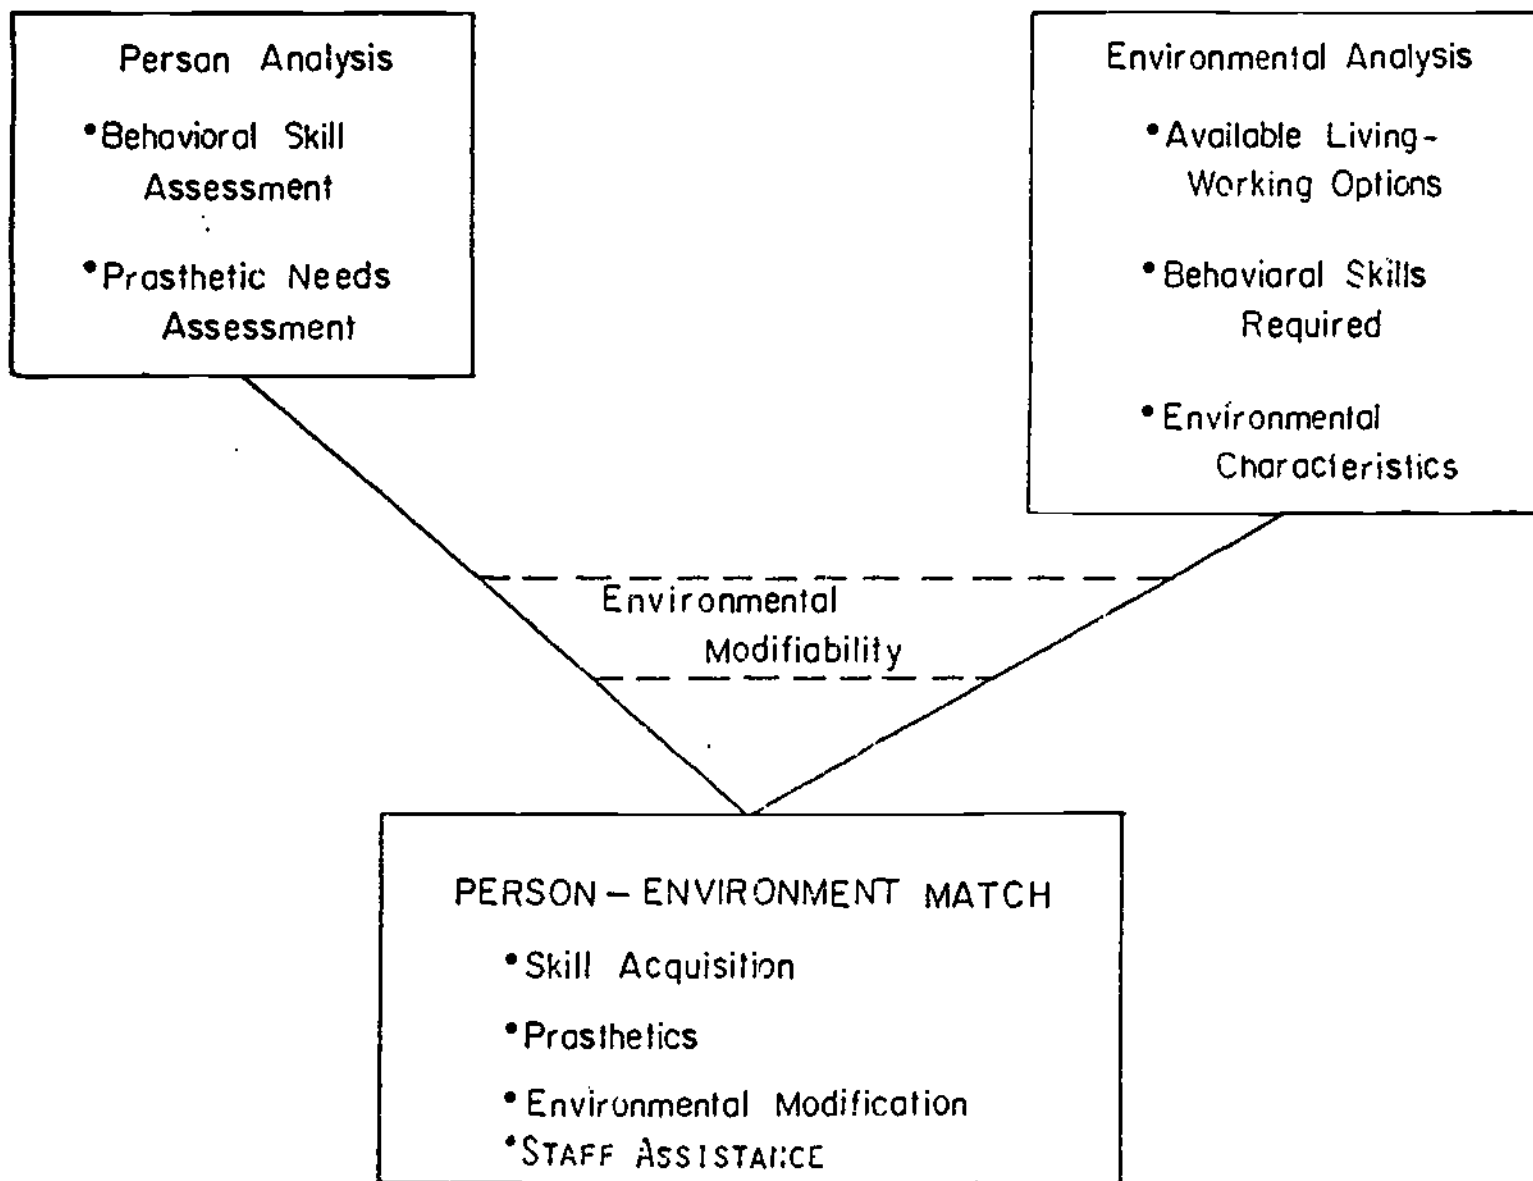 Person Analysis
•Behavioral Skill
Assessment
•Prosthetic Needs
Assessment
Environmental Analysis
•Available Living-
Working Options
•Behavioral Skills
Required
•Environmental
Characteristics
Environmental
Modifiability
PERSON – ENVIRONMENT MATCH
•Skill Acquisition
•Prosthetics
•Environmental Modification
•STAFF ASSISTANCE